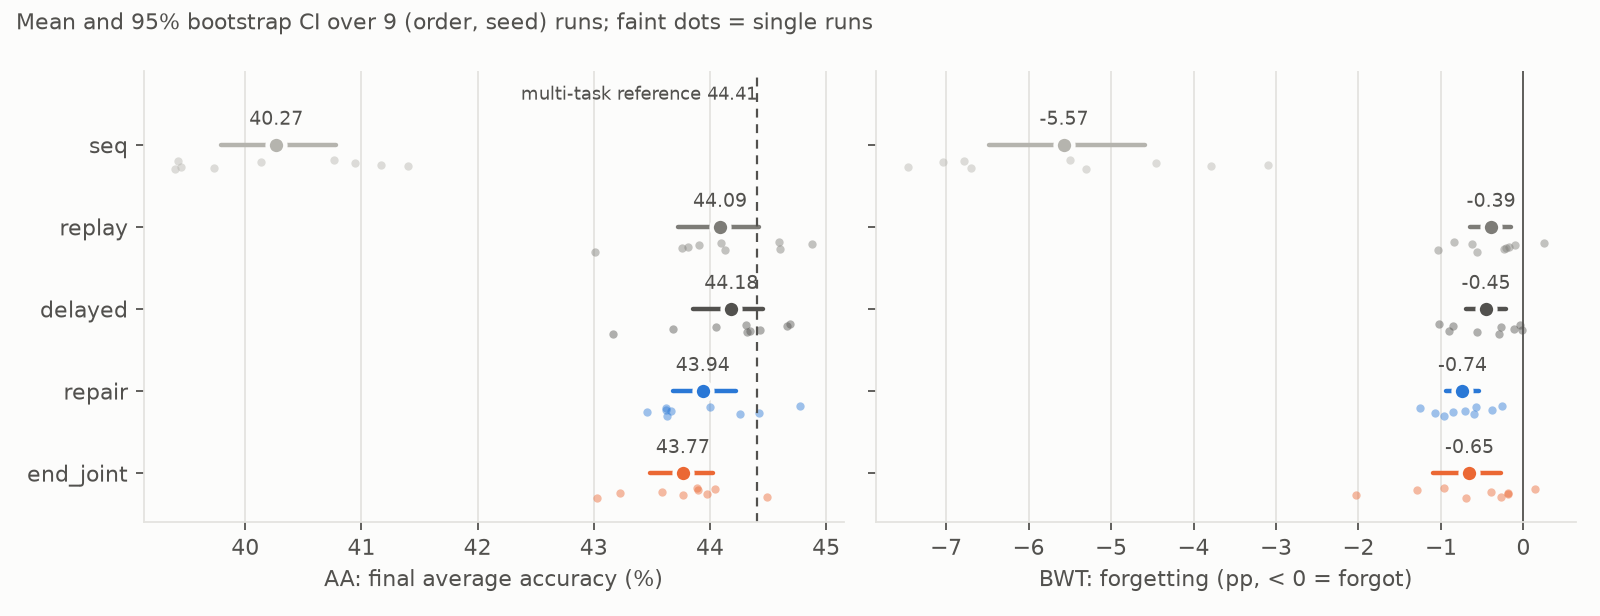 Mean and 95% bootstrap CI over 9 (order, seed) runs; faint dots = single runs
multi-task reference 44.41
seq
40.27
-5.57
replay
44.09
-0.39
delayed
44.18
-0.45
repair
43.94
-0.74
end_joint
43.77
-0.65
40 41 42 43 44 45
−7 −6 −5 −4 −3 −2 −1 0
AA: final average accuracy (%)
BWT: forgetting (pp, < 0 = forgot)